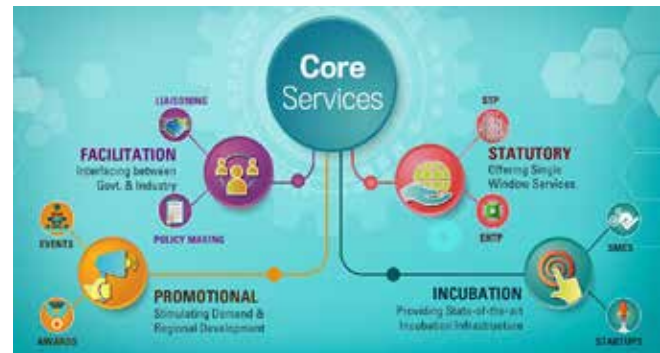 Core
Services
LIAISONING
FACILITATION
Interfacing between
Govt. & Industry
POLICY MAKING
STP
STATUTORY
Offering Single
Window Services.
EHTP
EVENTS
PROMOTIONAL
Stimulating Demand &
Regional Development
AWARDS
SMES
INCUBATION
Providing State-of-the-art
Incubation Infrastructure
STARTUPS